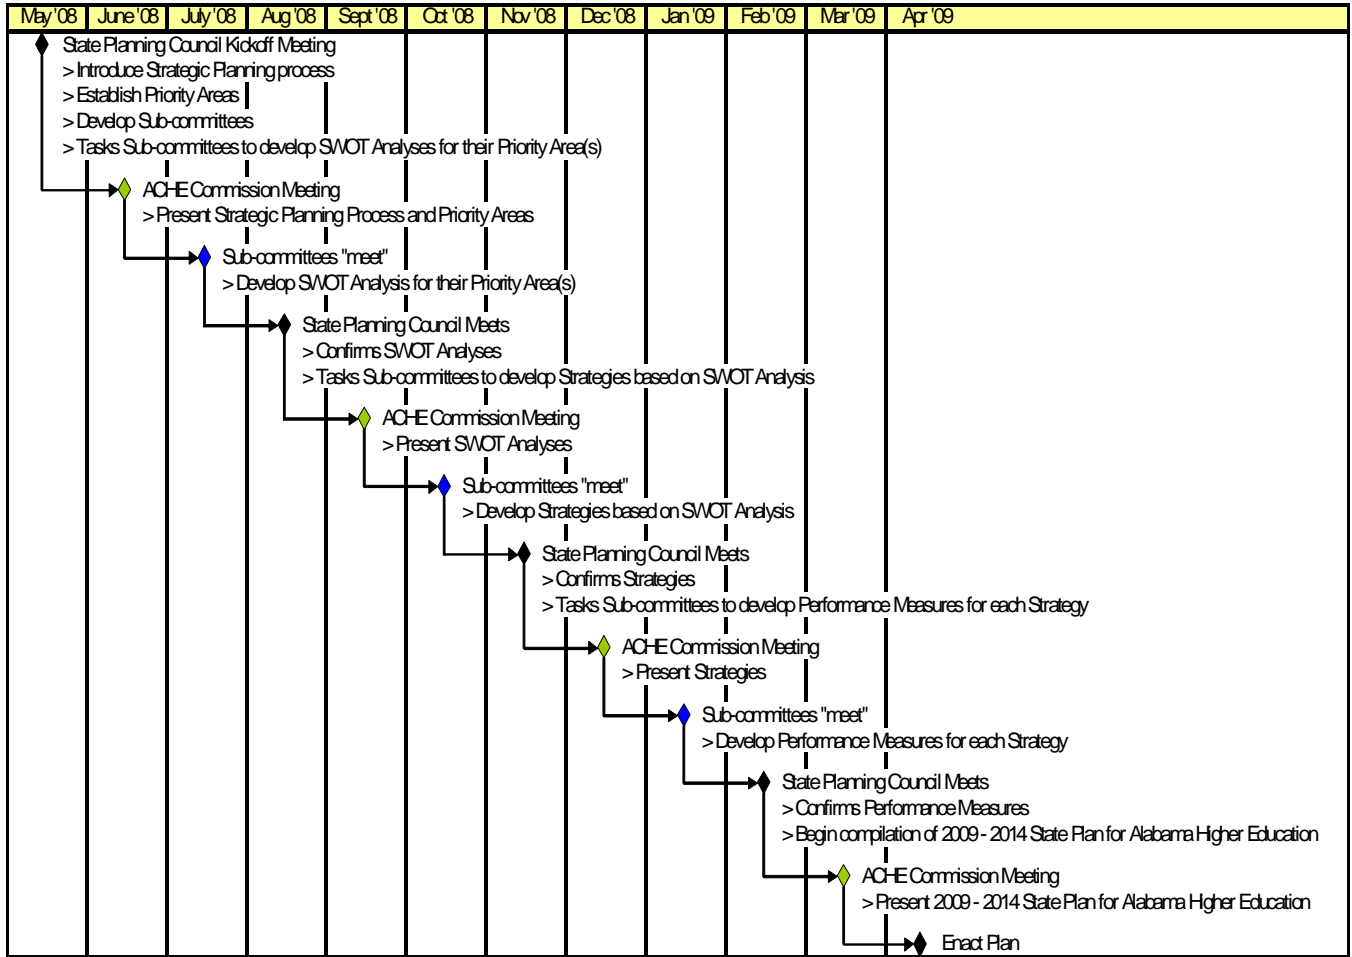 May '08 June '08 July '08 Aug '08 Sept '08 Oct '08 Nov '08 Dec '08 Jan '09 Feb '09 Mar '09 Apr '09
State Planning Council Kickoff Meeting
> Introduce Strategic Planning process
> Establish Priority Areas
> Develop Sub-committees
> Tasks Sub-committees to develop SWOT Analyses for their Priority Area(s)
ACHE Commission Meeting
> Present Strategic Planning Process and Priority Areas
Sub-committees "meet"
> Develop SWOT Analysis for their Priority Area(s)
State Planning Council Meets
> Confirms SWOT Analyses
> Tasks Sub-committees to develop Strategies based on SWOT Analysis
ACHE Commission Meeting
> Present SWOT Analyses
Sub-committees "meet"
> Develop Strategies based on SWOT Analysis
State Planning Council Meets
> Confirms Strategies
> Tasks Sub-committees to develop Performance Measures for each Strategy
ACHE Commission Meeting
> Present Strategies
Sub-committees "meet"
> Develop Performance Measures for each Strategy
State Planning Council Meets
> Confirms Performance Measures
> Begin compilation of 2009 - 2014 State Plan for Alabama Higher Education
ACHE Commission Meeting
> Present 2009 - 2014 State Plan for Alabama Higher Education
Enact Plan